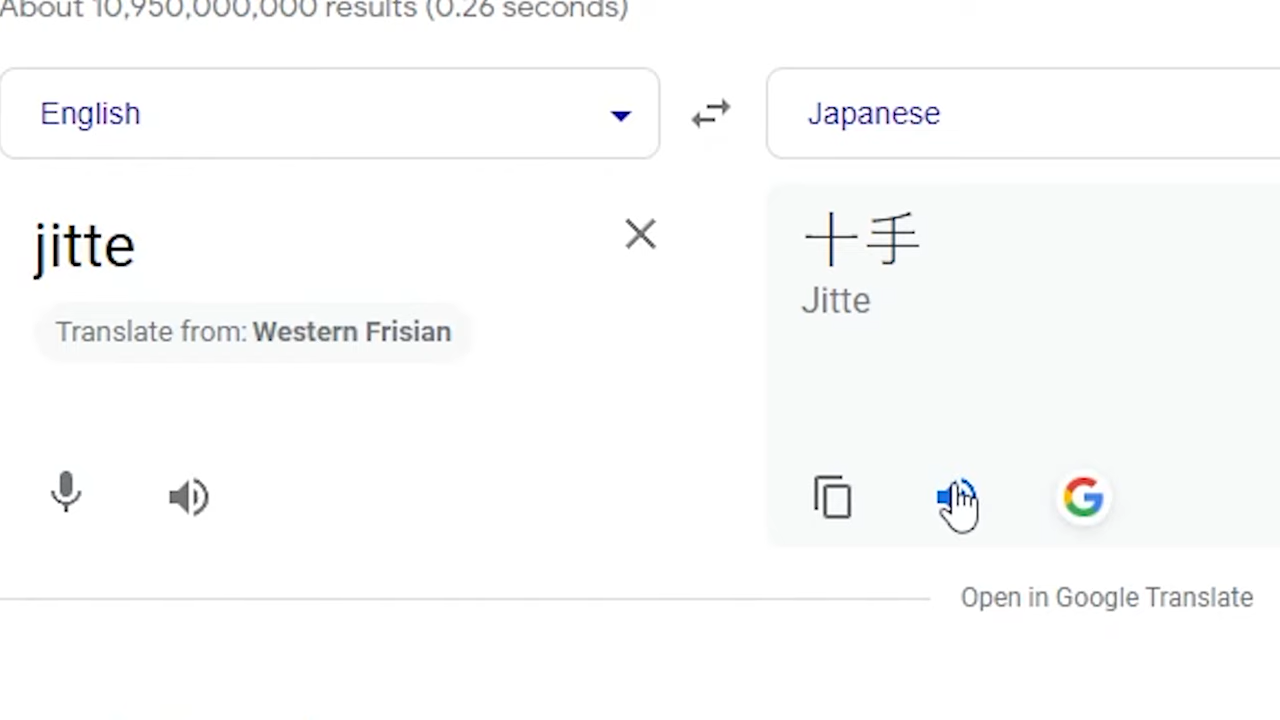 About 10,950,000,000 results (0.26 seconds)
English
Japanese
jitte
Translate from: Western Frisian
十手
Jitte
Open in Google Translate